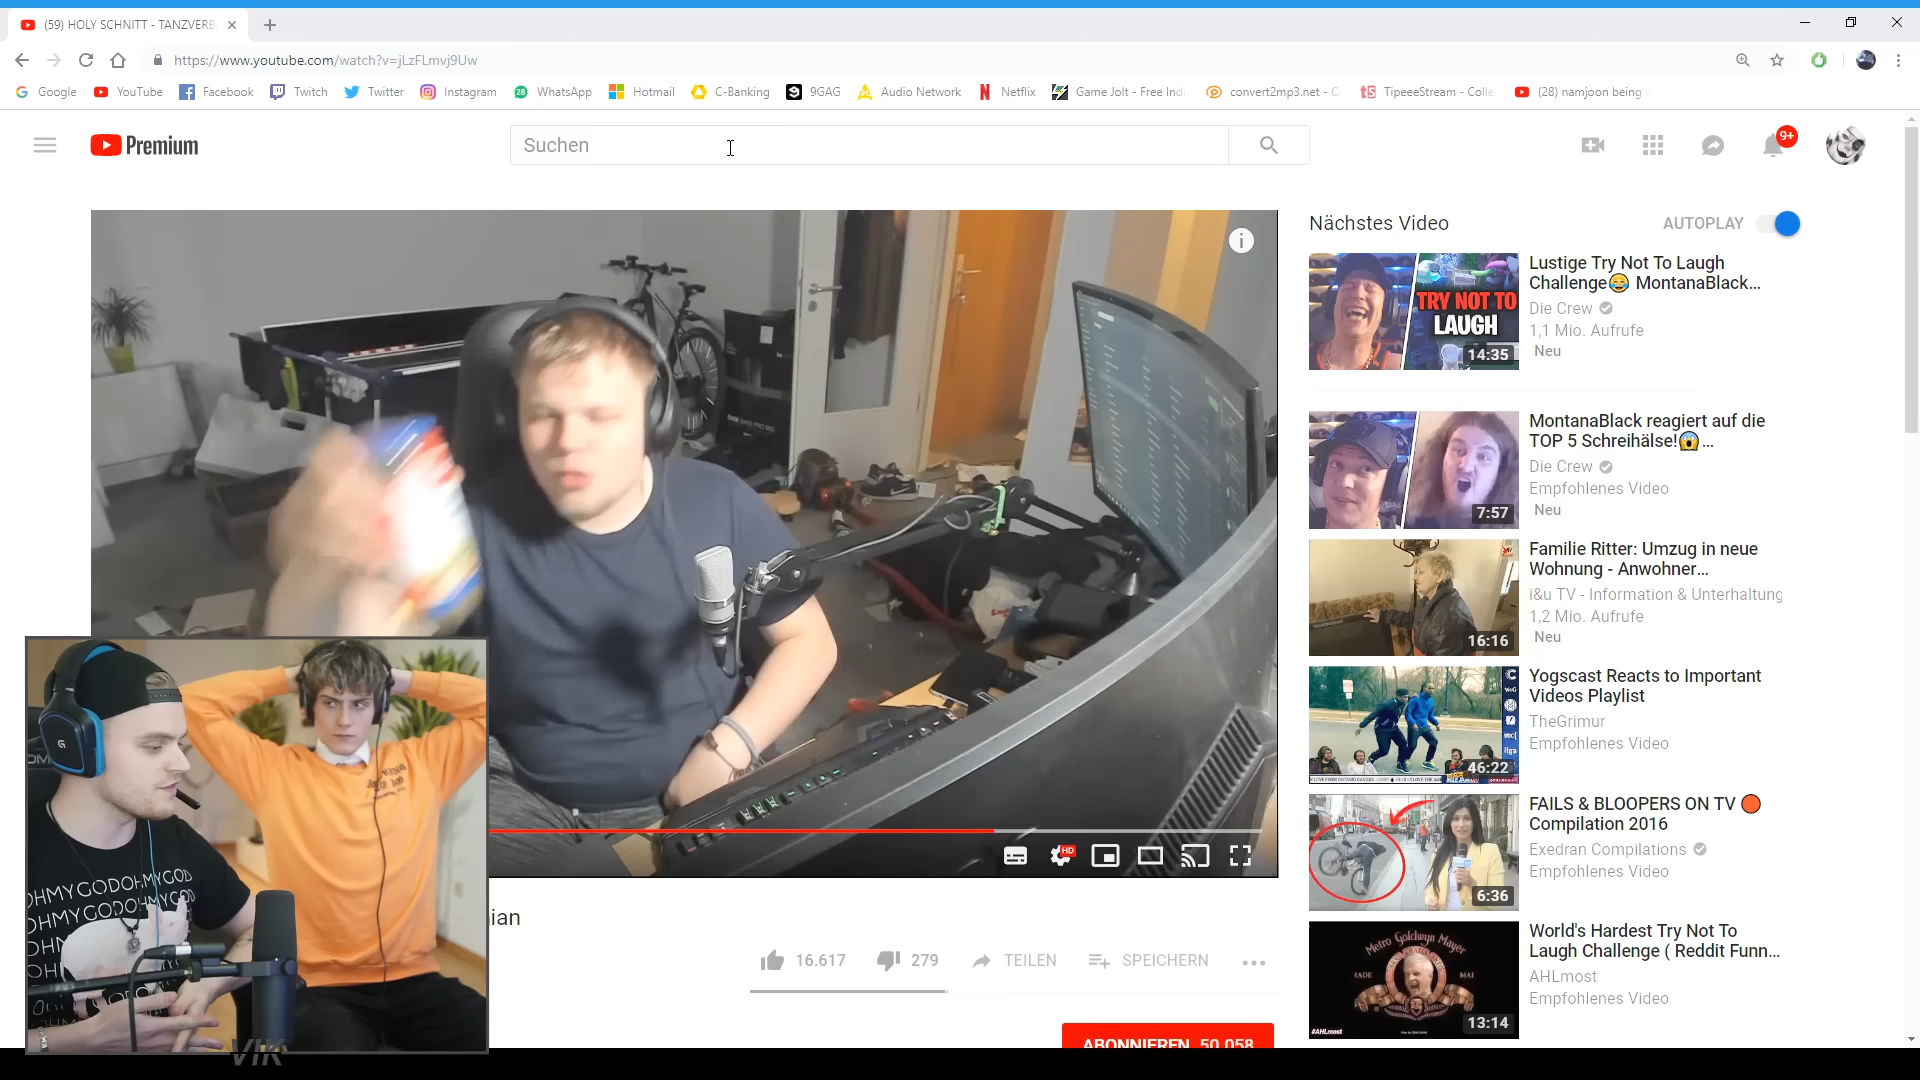 (59) HOLY SCHNITT - TANZVERB
https://www.youtube.com/watch?v=jLzFLmvj9Uw
Google
YouTube
Facebook
Twitch
Twitter
Instagram
28
WhatsApp
Hotmail
C-Banking
9GAG
Audio Network
Netflix
Game Jolt - Free Ind
convert2mp3.net - O
TipeeeStream - Colle
(28) namjoon being
Premium
Suchen
9+
Nächstes Video
AUTOPLAY
TRY NOT TO
LAUGH
14:35
Lustige Try Not To Laugh
Challenge😂 MontanaBlack...
Die Crew
1,1 Mio. Aufrufe
Neu
7:57
MontanaBlack reagiert auf die
TOP 5 Schreihälse!😱 ...
Die Crew
Empfohlenes Video
Neu
16:16
Familie Ritter: Umzug in neue
Wohnung - Anwohner...
i&u TV - Information & Unterhaltung
1,2 Mio. Aufrufe
Neu
46:22
Yogscast Reacts to Important
Videos Playlist
TheGrimur
Empfohlenes Video
6:36
FAILS & BLOOPERS ON TV 🔴
Compilation 2016
Exedran Compilations
Empfohlenes Video
Metro Goldwyn Mayer
#AHLmost
13:14
World's Hardest Try Not To
Laugh Challenge ( Reddit Funn...
AHLmost
Empfohlenes Video
HD
ian
16.617
279
TEILEN
SPEICHERN
ABONNIEREN 50.058
OHMYGODOHMYGOD
OHMYGODOHMYGOD
VIK